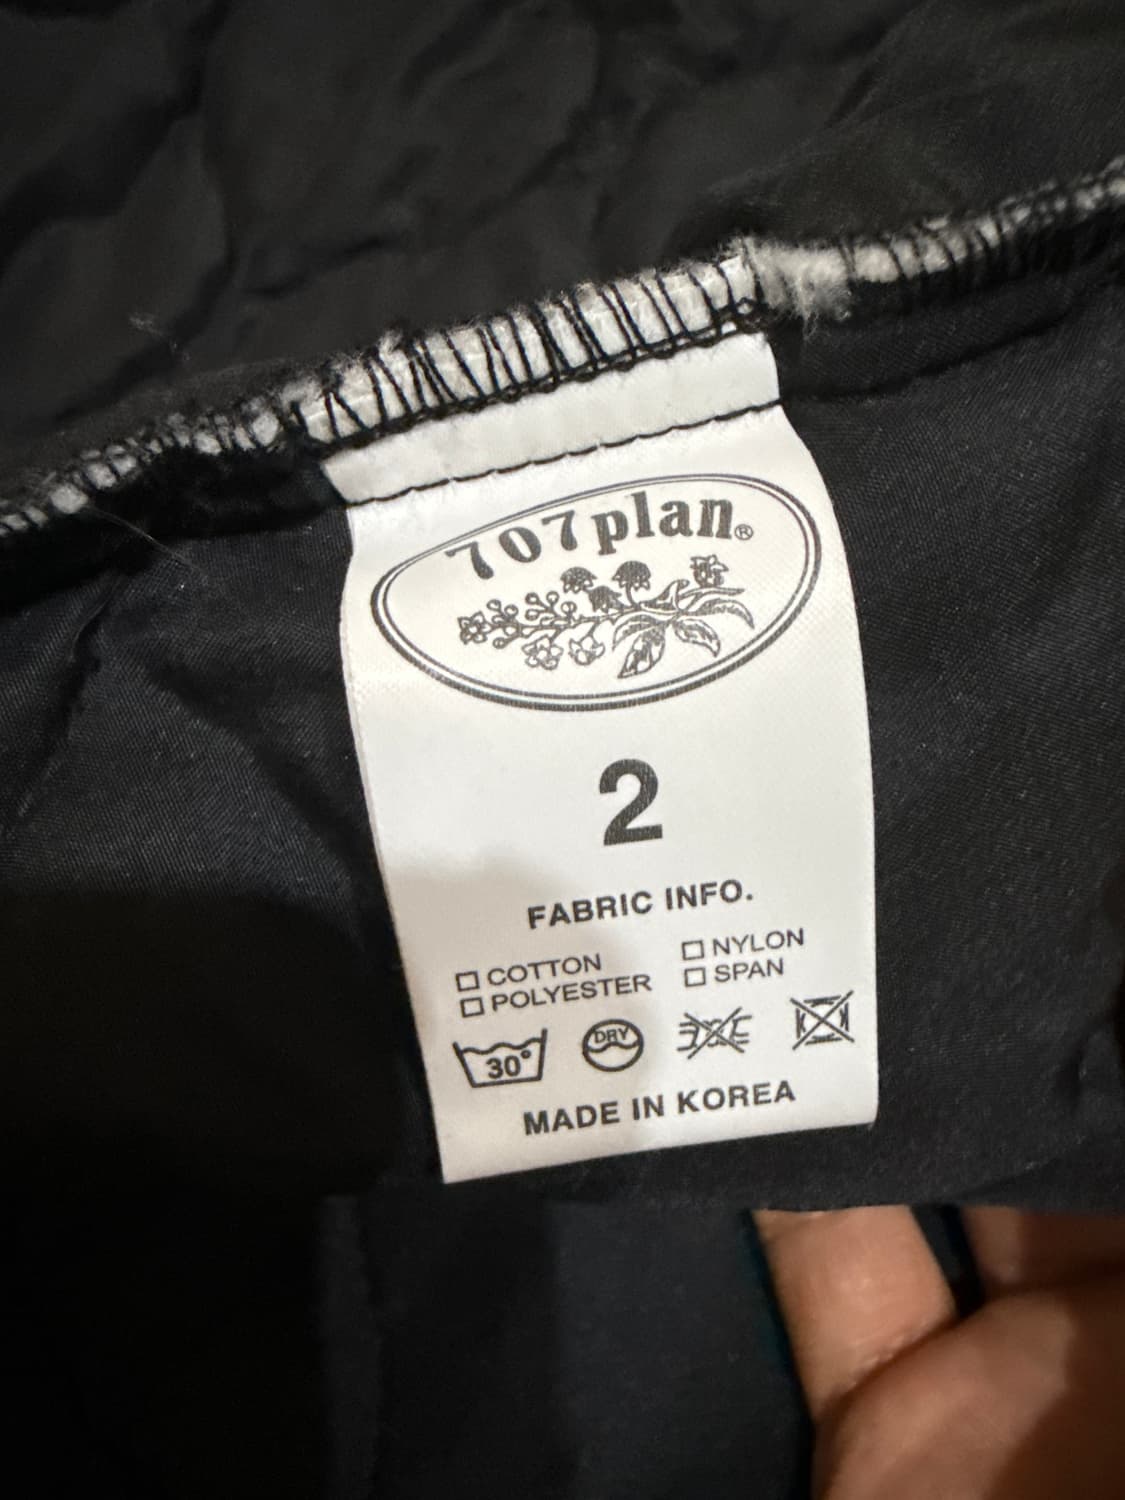 707plan®
2
FABRIC INFO.
☐ COTTON ☐ NYLON
☐ POLYESTER ☐ SPAN
30° DRY
MADE IN KOREA